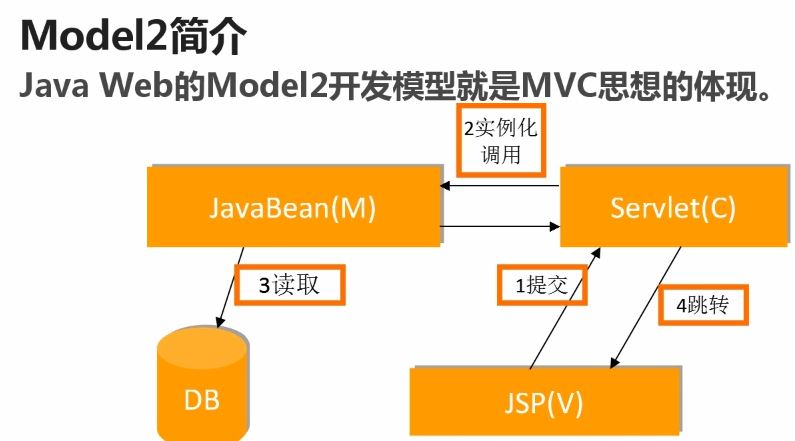 Model2简介
Java Web的Model2开发模型就是MVC思想的体现。
2实例化
调用
JavaBean(M)
Servlet(C)
3读取
1提交
4跳转
DB
JSP(V)